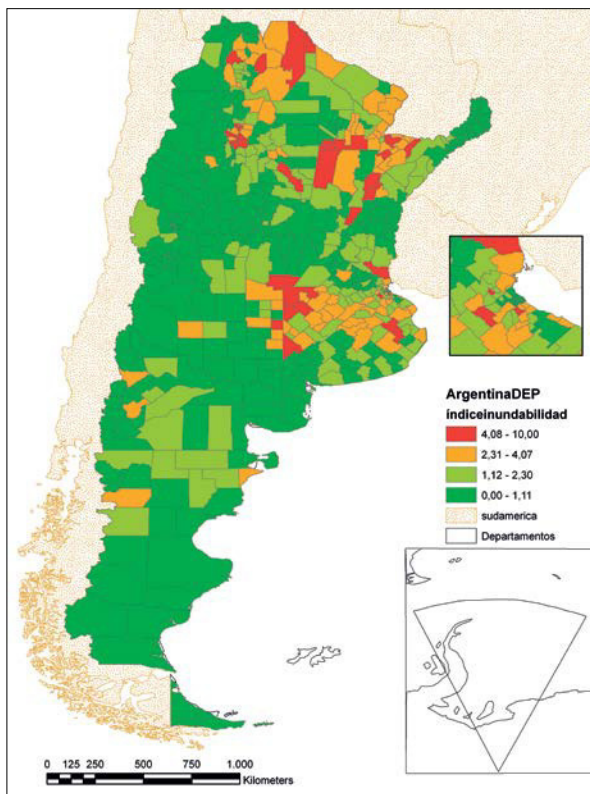 ArgentinaDEP
índiceinundabilidad
4,08 - 10,00
2,31 - 4,07
1,12 - 2,30
0,00 - 1,11
sudamerica
Departamentos
0 125 250 500 750 1.000
Kilometers